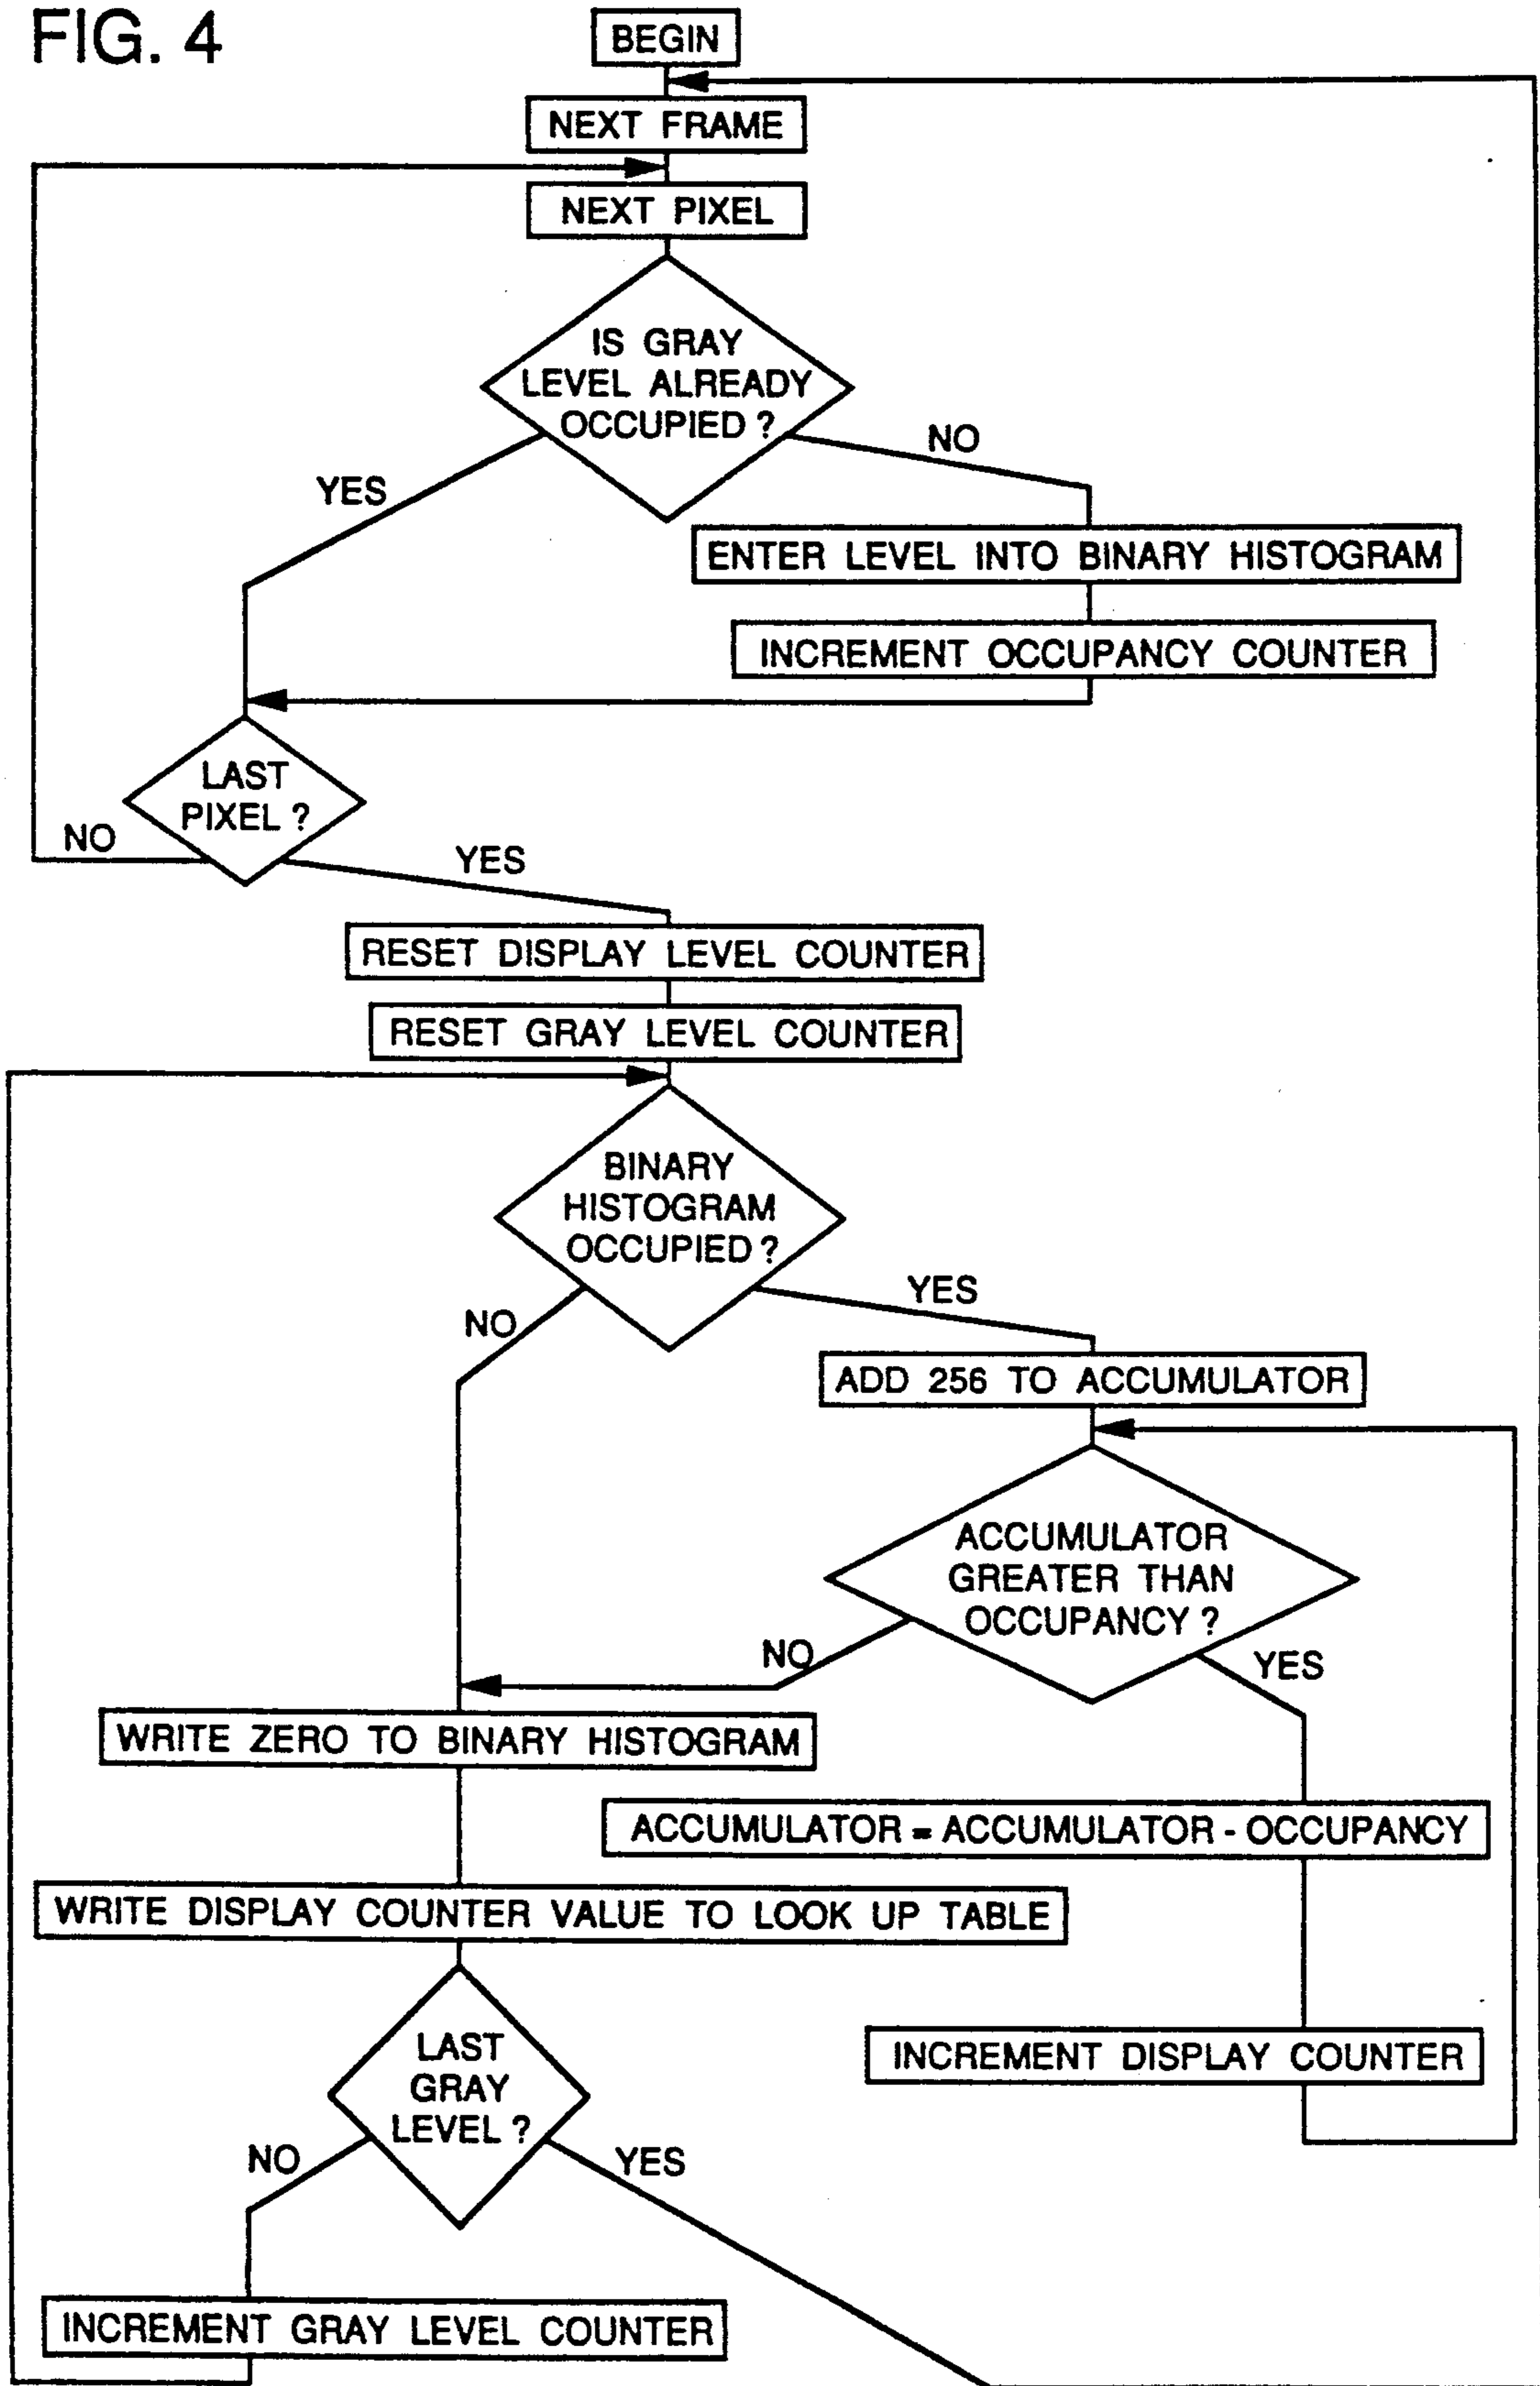 FIG. 4
BEGIN
NEXT FRAME
NEXT PIXEL
IS GRAY
LEVEL ALREADY
OCCUPIED ?
NO
YES
ENTER LEVEL INTO BINARY HISTOGRAM
INCREMENT OCCUPANCY COUNTER
LAST
PIXEL ?
NO
YES
RESET DISPLAY LEVEL COUNTER
RESET GRAY LEVEL COUNTER
BINARY
HISTOGRAM
OCCUPIED ?
NO
YES
ADD 256 TO ACCUMULATOR
ACCUMULATOR
GREATER THAN
OCCUPANCY ?
NO
YES
WRITE ZERO TO BINARY HISTOGRAM
ACCUMULATOR = ACCUMULATOR - OCCUPANCY
WRITE DISPLAY COUNTER VALUE TO LOOK UP TABLE
INCREMENT DISPLAY COUNTER
LAST
GRAY
LEVEL ?
NO
YES
INCREMENT GRAY LEVEL COUNTER